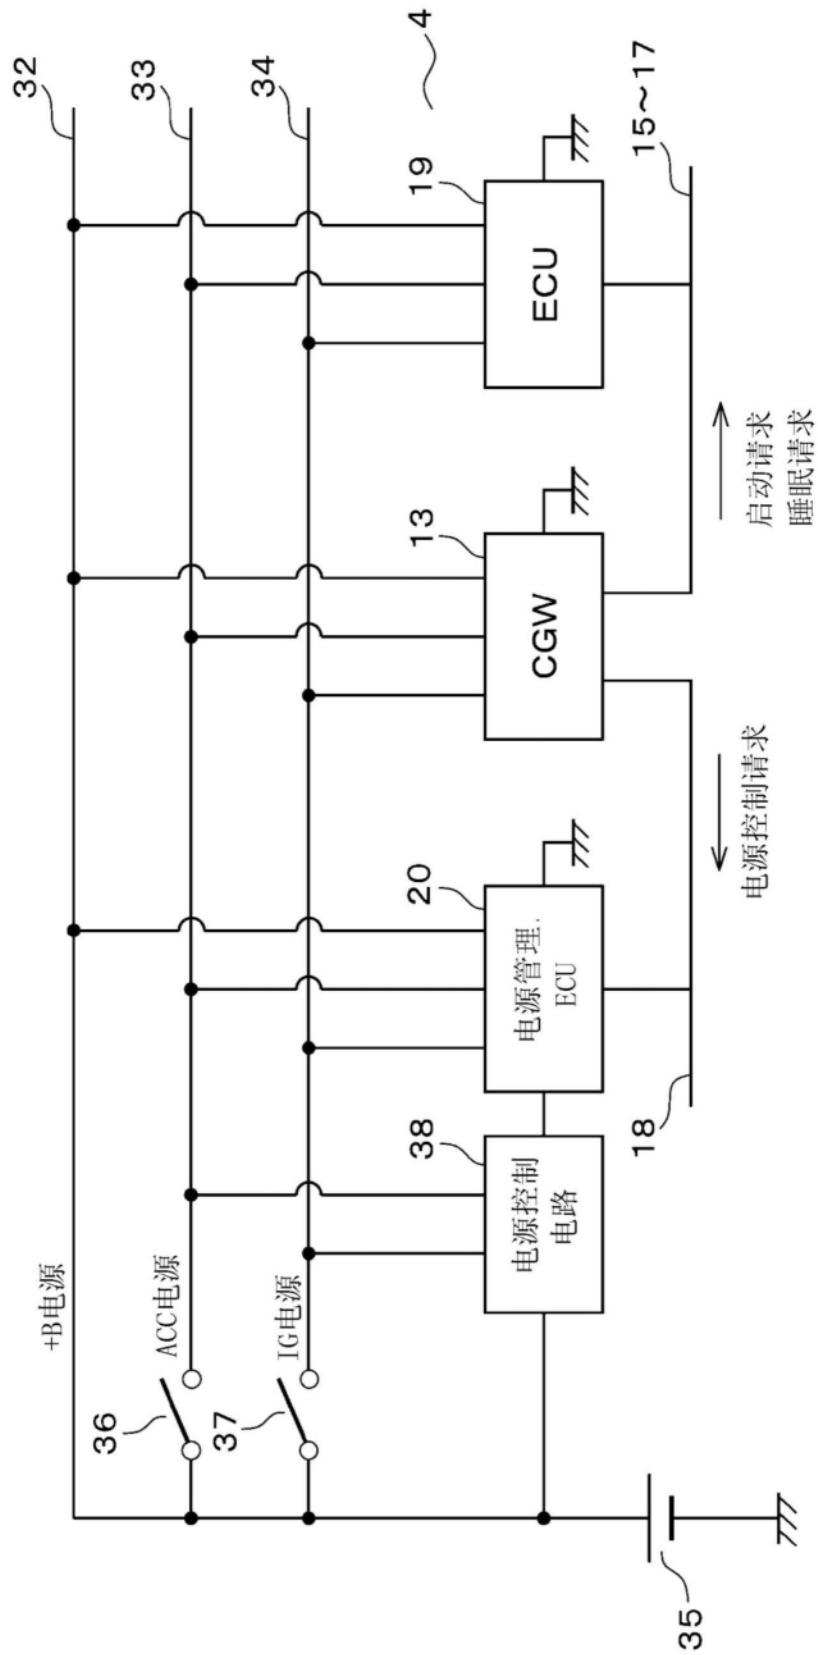 32
33
34
4
+B电源
ACC电源
IG电源
36
37
38
20
13
19
电源控制
电路
电源管理.
ECU
CGW
ECU
18
15～17
35
电源控制请求
启动请求
睡眠请求